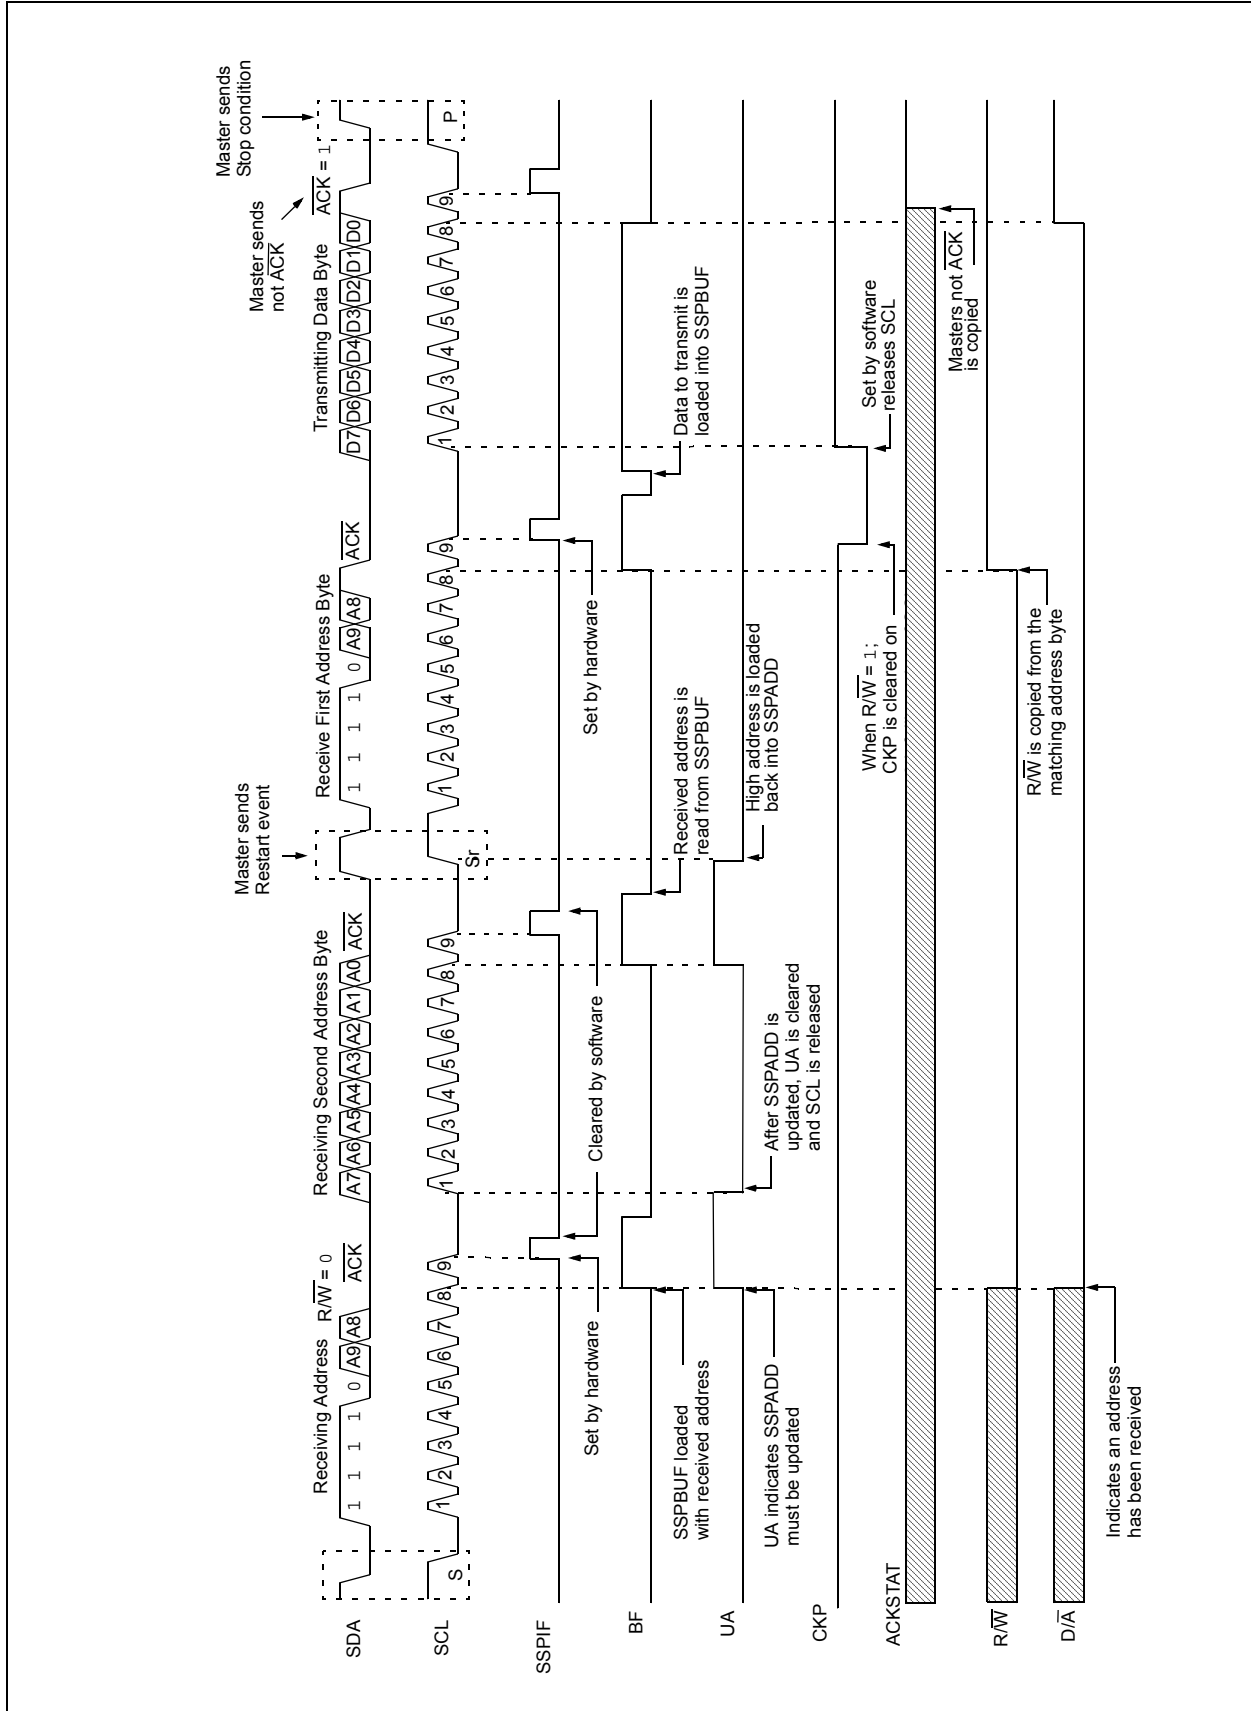 Master sends
Stop condition
Master sends
not ACK
ACK = 1
Transmitting Data Byte
D7 D6 D5 D4 D3 D2 D1 D0
Receive First Address Byte
1 1 1 1 0 A9 A8
ACK
Master sends
Restart event
Receiving Second Address Byte
A7 A6 A5 A4 A3 A2 A1 A0
ACK
Receiving Address
R/W = 0
1 1 1 1 0 A9 A8
ACK
SDA
SCL
S
1 2 3 4 5 6 7 8 9
1 2 3 4 5 6 7 8 9
Sr
1 2 3 4 5 6 7 8 9
1 2 3 4 5 6 7 8 9
P
SSPIF
Set by hardware
Cleared by software
Set by hardware
BF
SSPBUF loaded
with received address
Received address is
read from SSPBUF
Data to transmit is
loaded into SSPBUF
UA
UA indicates SSPADD
must be updated
After SSPADD is
updated, UA is cleared
and SCL is released
High address is loaded
back into SSPADD
CKP
When R/W = 1;
CKP is cleared on
Set by software
releases SCL
ACKSTAT
Masters not ACK
is copied
R/W
R/W is copied from the
matching address byte
D/A
Indicates an address
has been received